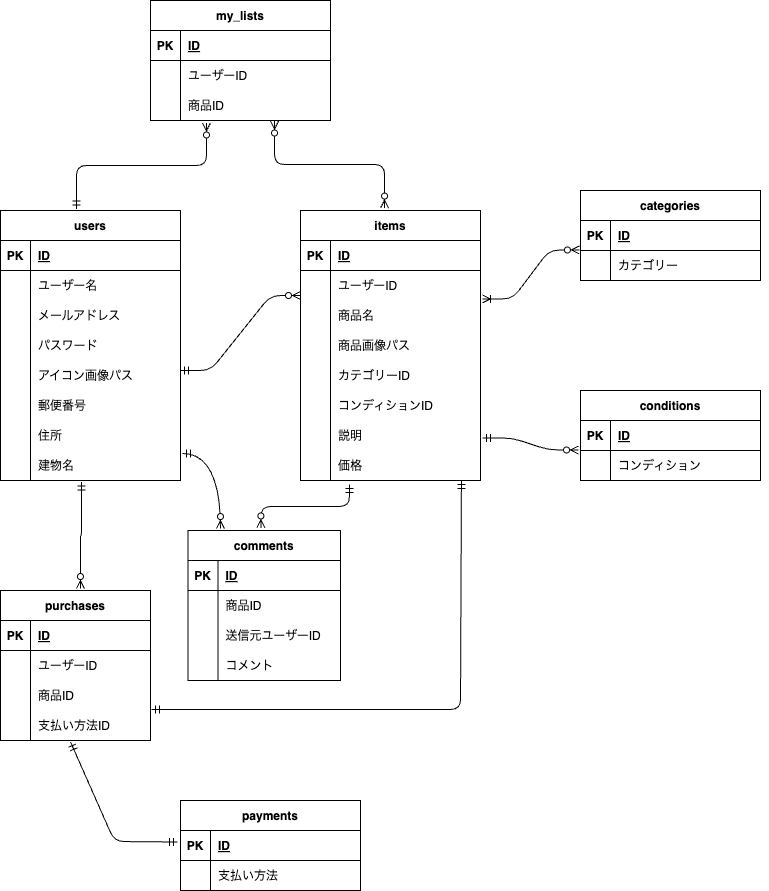 my_lists
PK ID
ユーザーID
商品ID
users
PK ID
ユーザー名
メールアドレス
パスワード
アイコン画像パス
郵便番号
住所
建物名
items
PK ID
ユーザーID
商品名
商品画像パス
カテゴリーID
コンディションID
説明
価格
categories
PK ID
カテゴリー
conditions
PK ID
コンディション
comments
PK ID
商品ID
送信元ユーザーID
コメント
purchases
PK ID
ユーザーID
商品ID
支払い方法ID
payments
PK ID
支払い方法